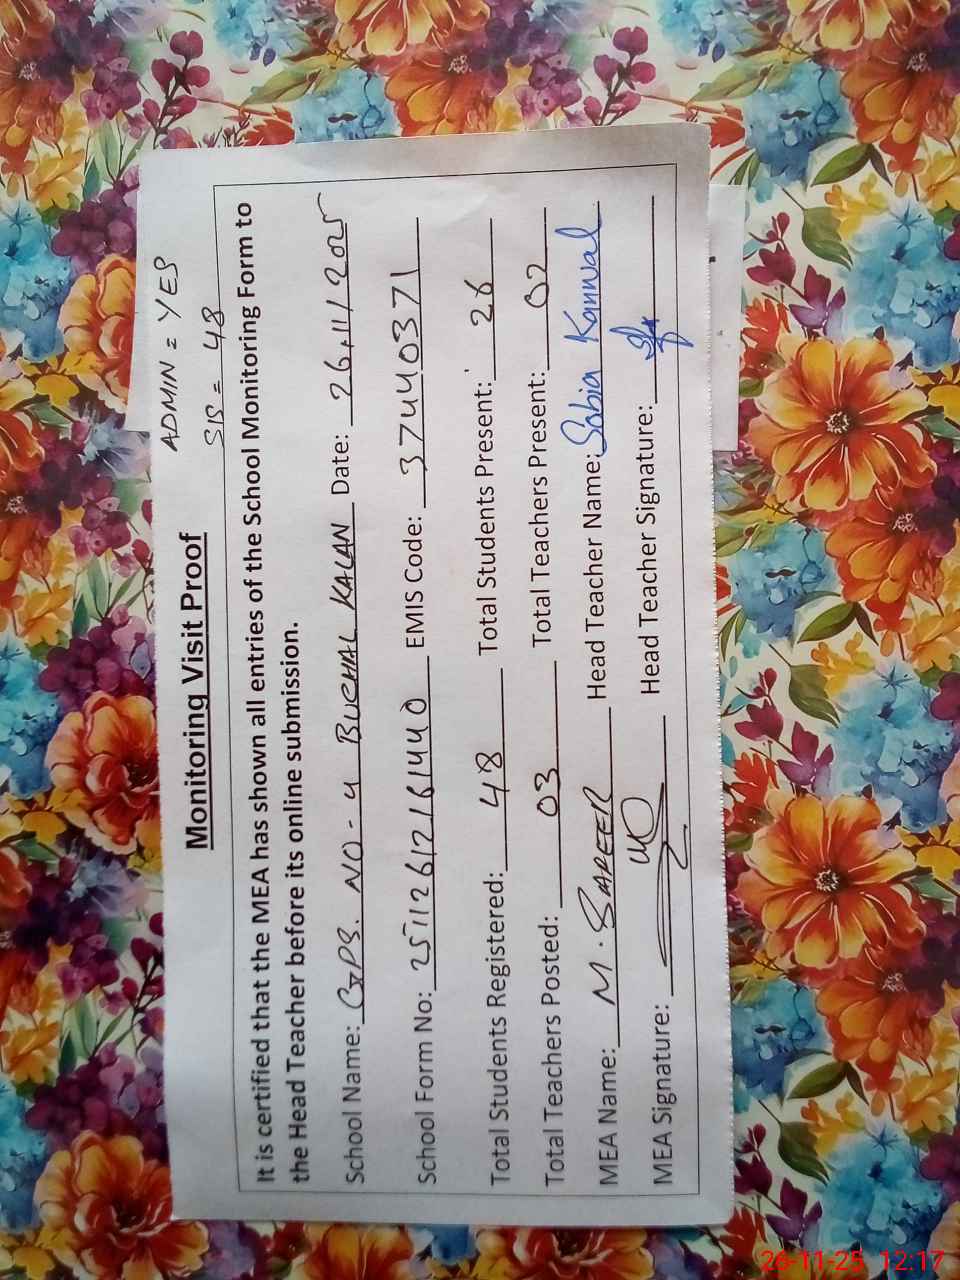 ADMIN = YES
SIS = 48
Monitoring Visit Proof
It is certified that the MEA has shown all entries of the School Monitoring Form to
the Head Teacher before its online submission.
School Name: GPS. NO-4 BUCHAL KALAN Date: 26,11,2025
School Form No: 25112612161440 EMIS Code: 37440371
Total Students Registered: 48 Total Students Present: 26
Total Teachers Posted: 03 Total Teachers Present: 02
MEA Name: M. SAPEER Head Teacher Name: Sobia Kanwal
MEA Signature: Head Teacher Signature:
26-11-25 12:17